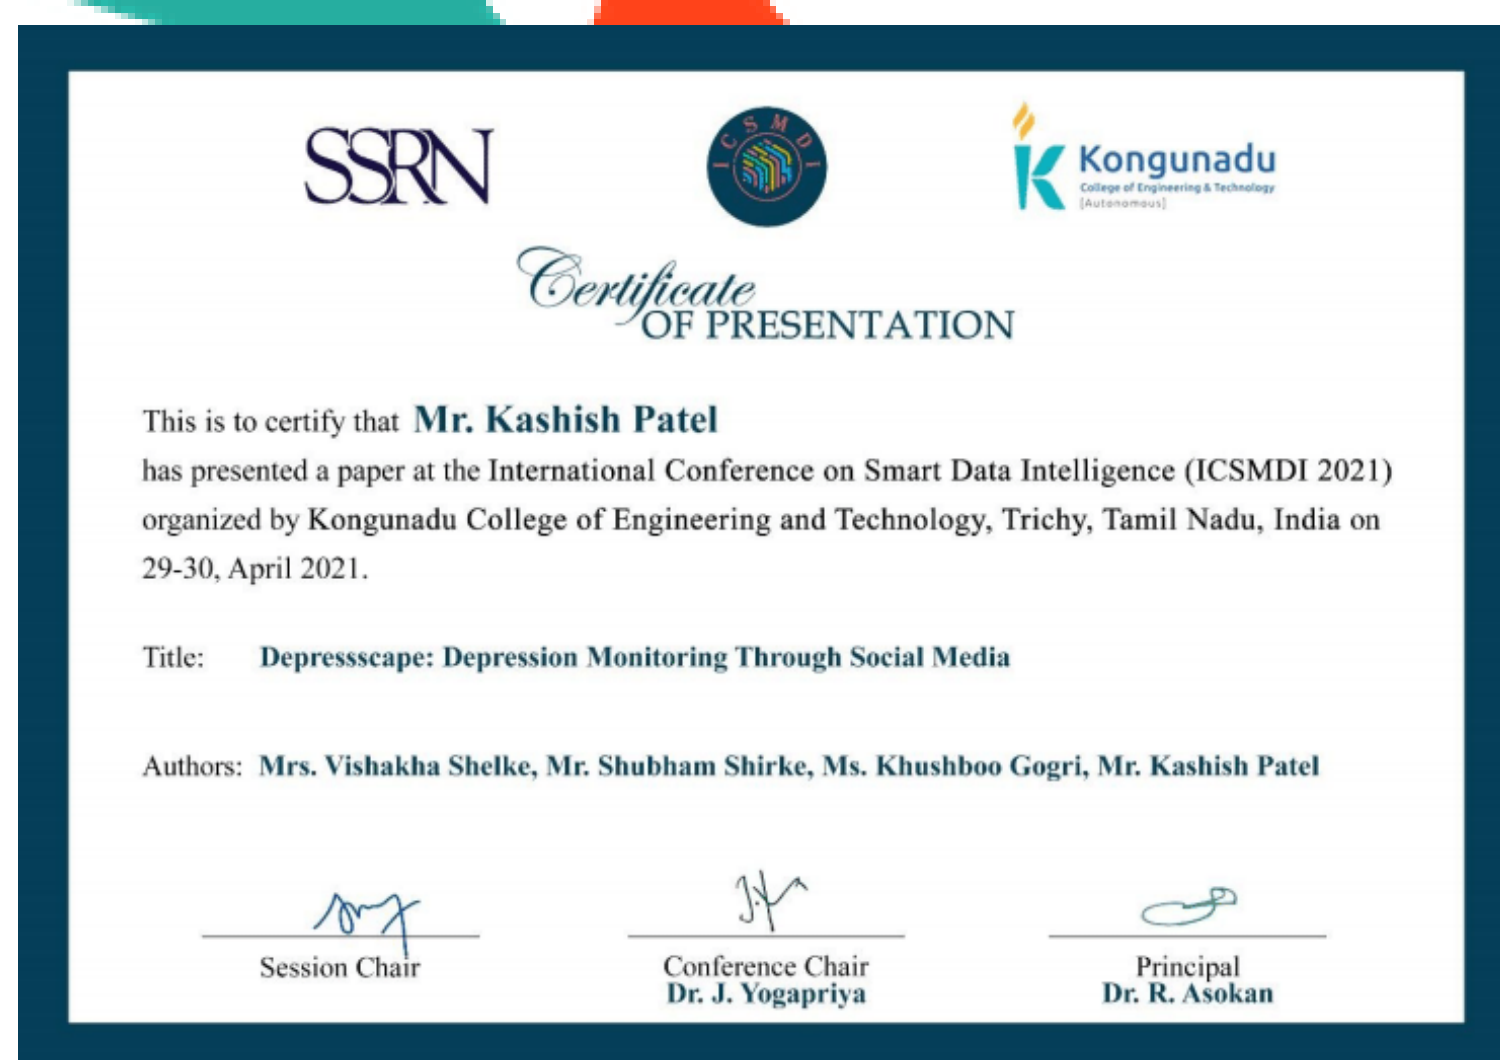 SSRN
ICSMDI
Kongunadu
College of Engineering & Technology
[Autonomous]
Certificate
OF PRESENTATION
This is to certify that Mr. Kashish Patel
has presented a paper at the International Conference on Smart Data Intelligence (ICSMDI 2021)
organized by Kongunadu College of Engineering and Technology, Trichy, Tamil Nadu, India on
29-30, April 2021.
Title: Depressscape: Depression Monitoring Through Social Media
Authors: Mrs. Vishakha Shelke, Mr. Shubham Shirke, Ms. Khushboo Gogri, Mr. Kashish Patel
Session Chair
Conference Chair
Dr. J. Yogapriya
Principal
Dr. R. Asokan